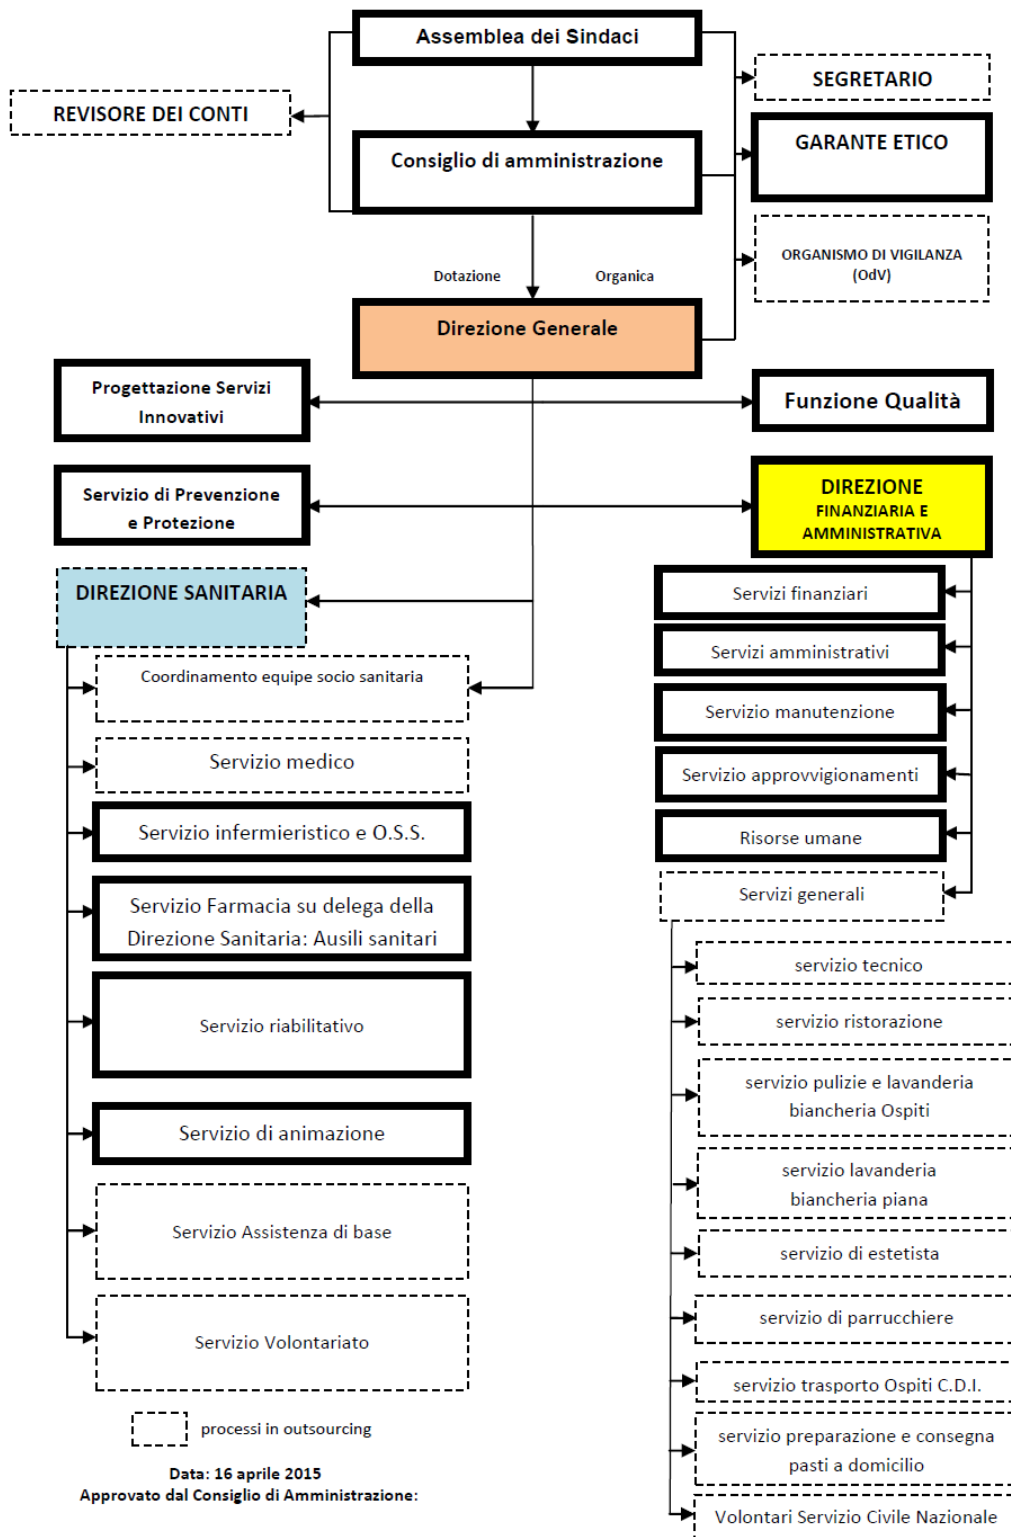 Assemblea dei Sindaci
SEGRETARIO
REVISORE DEI CONTI
GARANTE ETICO
Consiglio di amministrazione
ORGANISMO DI VIGILANZA
(OdV)
Dotazione Organica
Direzione Generale
Progettazione Servizi
Innovativi
Funzione Qualità
Servizio di Prevenzione
e Protezione
DIREZIONE
FINANZIARIA E
AMMINISTRATIVA
DIREZIONE SANITARIA
Coordinamento equipe socio sanitaria
Servizio medico
Servizio infermieristico e O.S.S.
Servizio Farmacia su delega della
Direzione Sanitaria: Ausili sanitari
Servizio riabilitativo
Servizio di animazione
Servizio Assistenza di base
Servizio Volontariato
Servizi finanziari
Servizi amministrativi
Servizio manutenzione
Servizio approvvigionamenti
Risorse umane
Servizi generali
servizio tecnico
servizio ristorazione
servizio pulizie e lavanderia
biancheria Ospiti
servizio lavanderia
biancheria piana
servizio di estetista
servizio di parrucchiere
servizio trasporto Ospiti C.D.I.
servizio preparazione e consegna
pasti a domicilio
Volontari Servizio Civile Nazionale
processi in outsourcing
Data: 16 aprile 2015
Approvato dal Consiglio di Amministrazione: